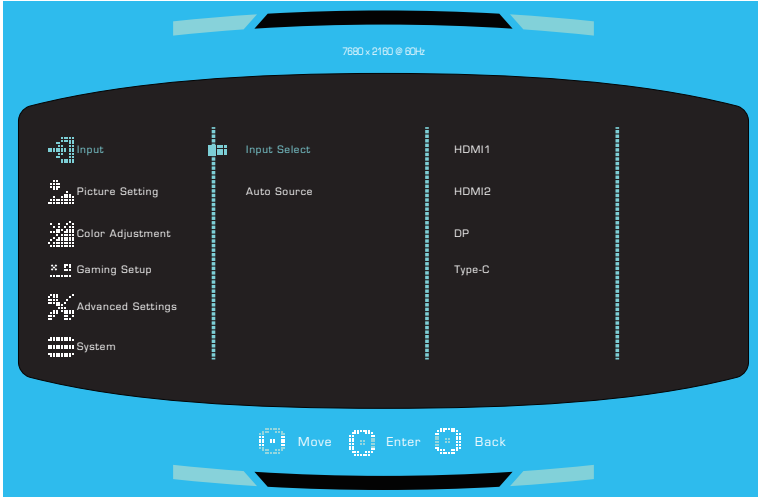 7680 x 2160 @ 60Hz
Input
Input Select
HDMI1
Picture Setting
Auto Source
HDMI2
Color Adjustment
DP
Gaming Setup
Type-C
Advanced Settings
System
Move
Enter
Back